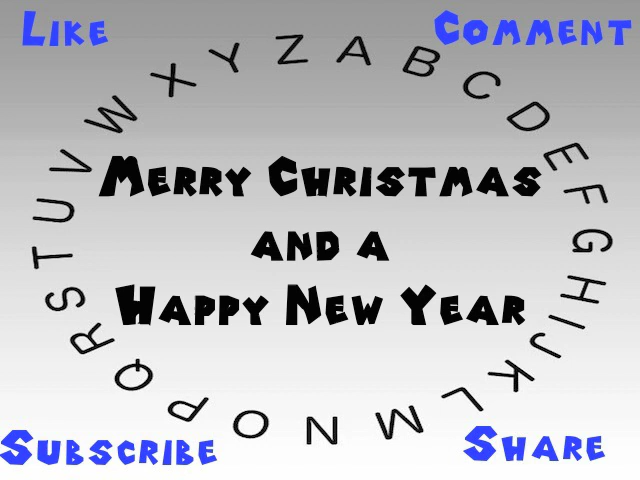 Like
Comment
A B C D E F G H I J K L M N O P Q R S T U V W X Y Z
Merry Christmas
and a
Happy New Year
Subscribe
Share